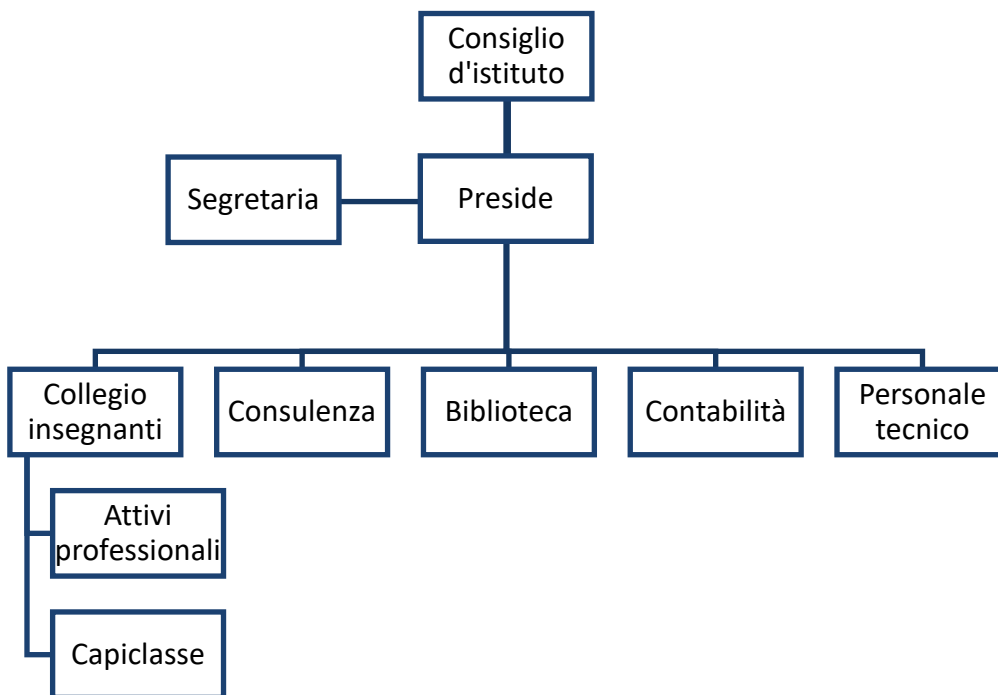 Consiglio
d'istituto
Segretaria
Preside
Collegio
insegnanti
Consulenza
Biblioteca
Contabilità
Personale
tecnico
Attivi
professionali
Capiclasse